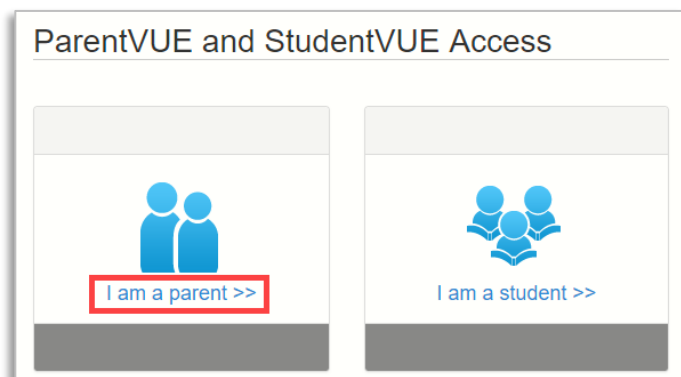 ParentVUE and StudentVUE Access
I am a parent >>
I am a student >>